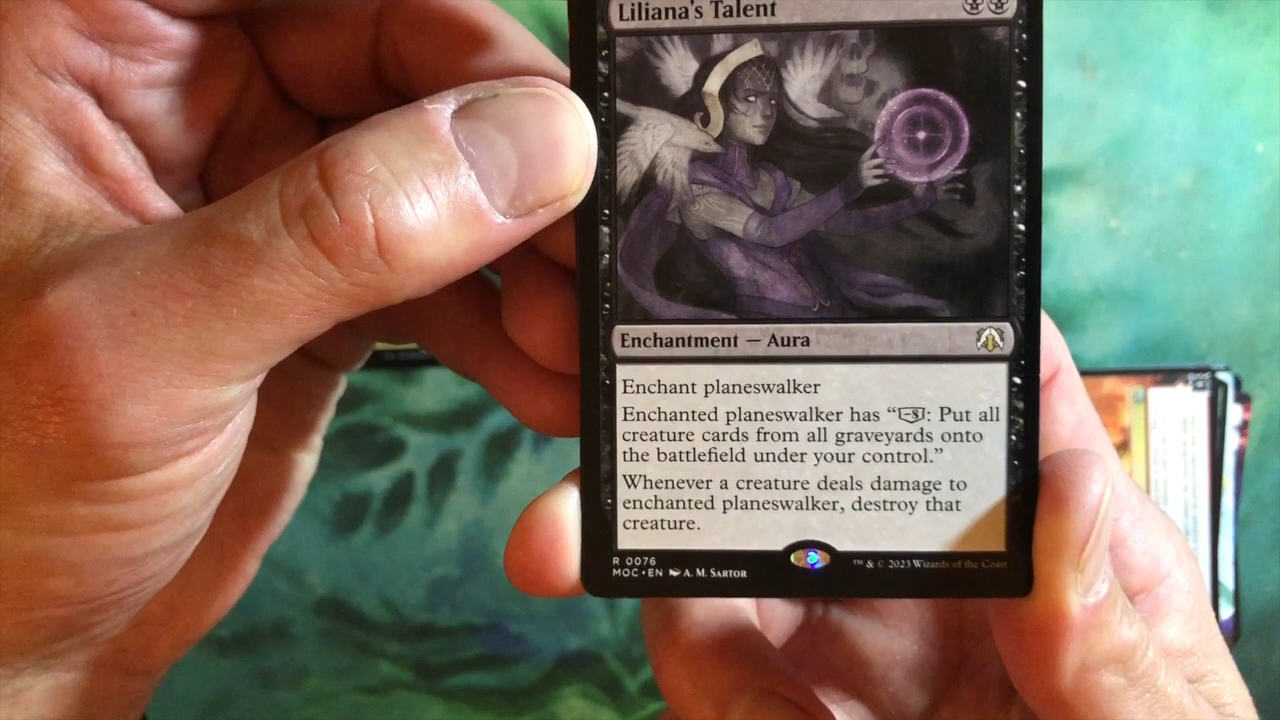 Liliana's Talent
Enchantment — Aura
Enchant planeswalker
Enchanted planeswalker has “-8: Put all
creature cards from all graveyards onto
the battlefield under your control.”
Whenever a creature deals damage to
enchanted planeswalker, destroy that
creature.
R 0076
MOC • EN A. M. Sartor
™ & © 2023 Wizards of the Coast